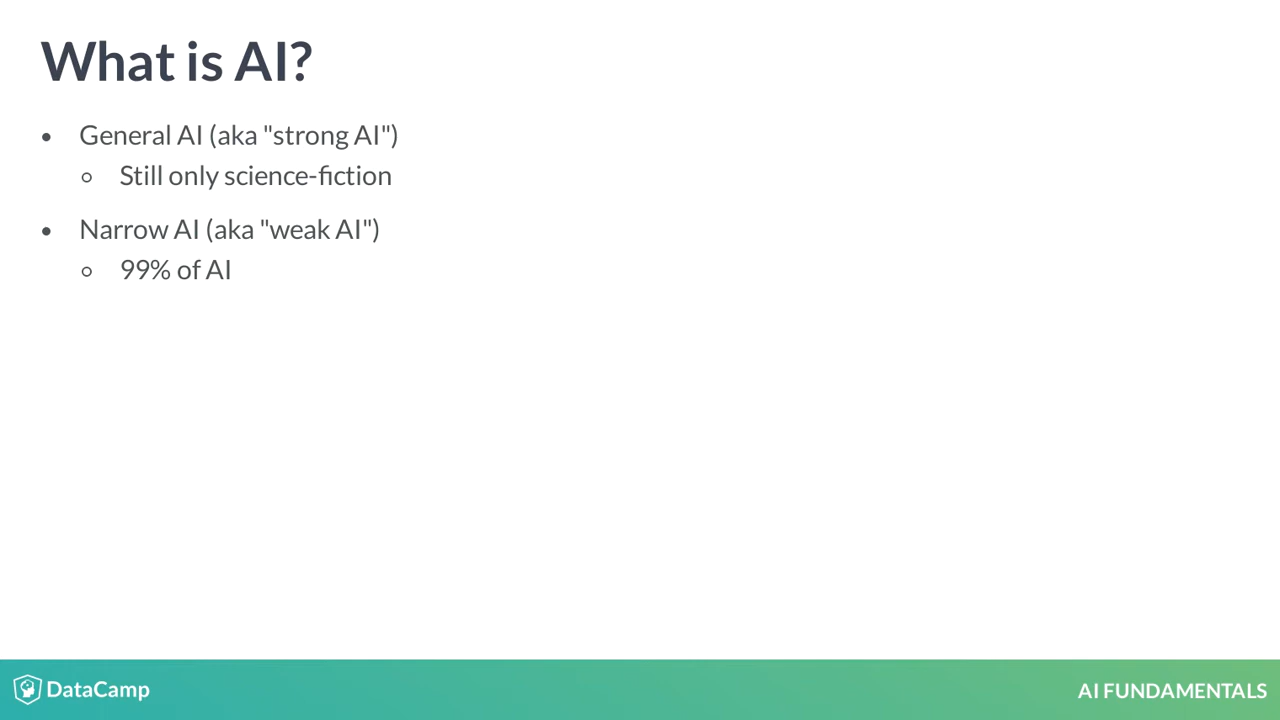 What is AI?
• General AI (aka "strong AI")
○ Still only science-fiction
• Narrow AI (aka "weak AI")
○ 99% of AI
DataCamp
AI FUNDAMENTALS